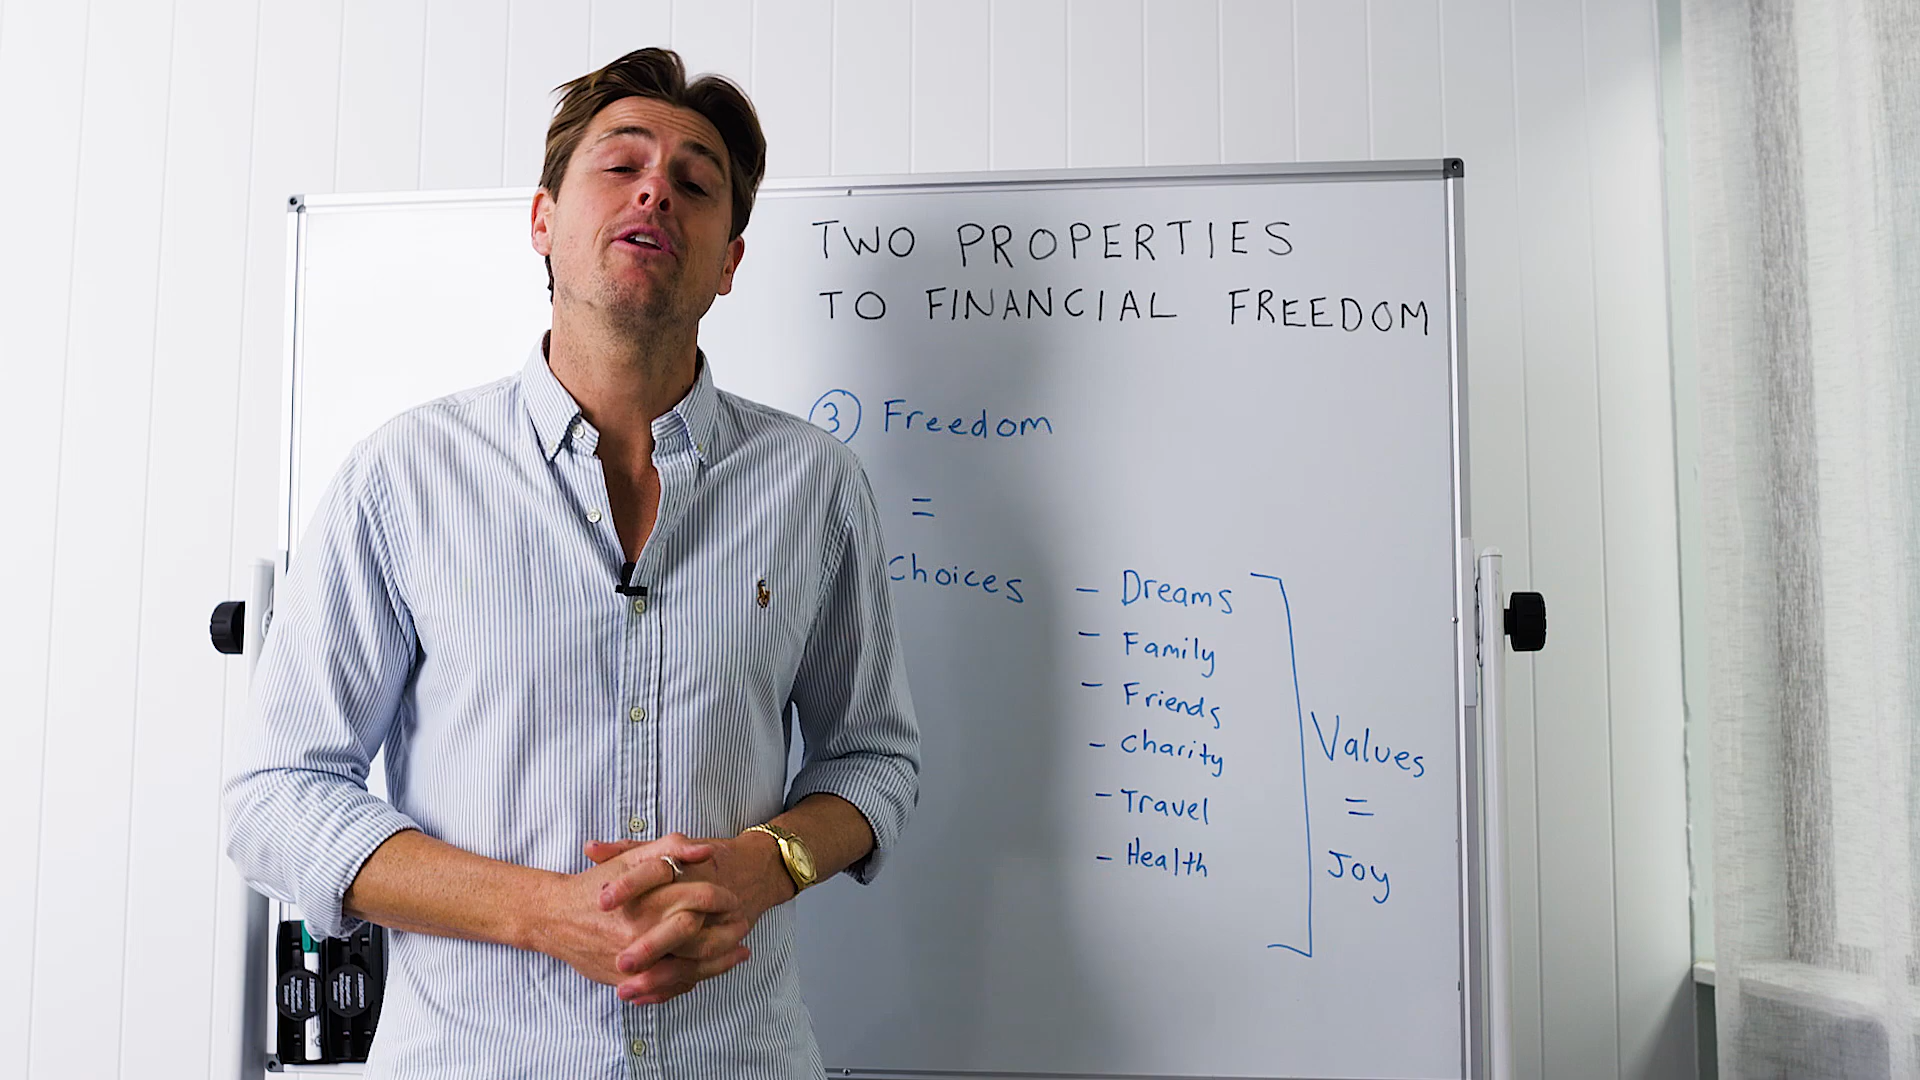 TWO PROPERTIES
TO FINANCIAL FREEDOM
3 Freedom
=
Choices
- Dreams
- Family
- Friends
- Charity
- Travel
- Health
Values
=
Joy